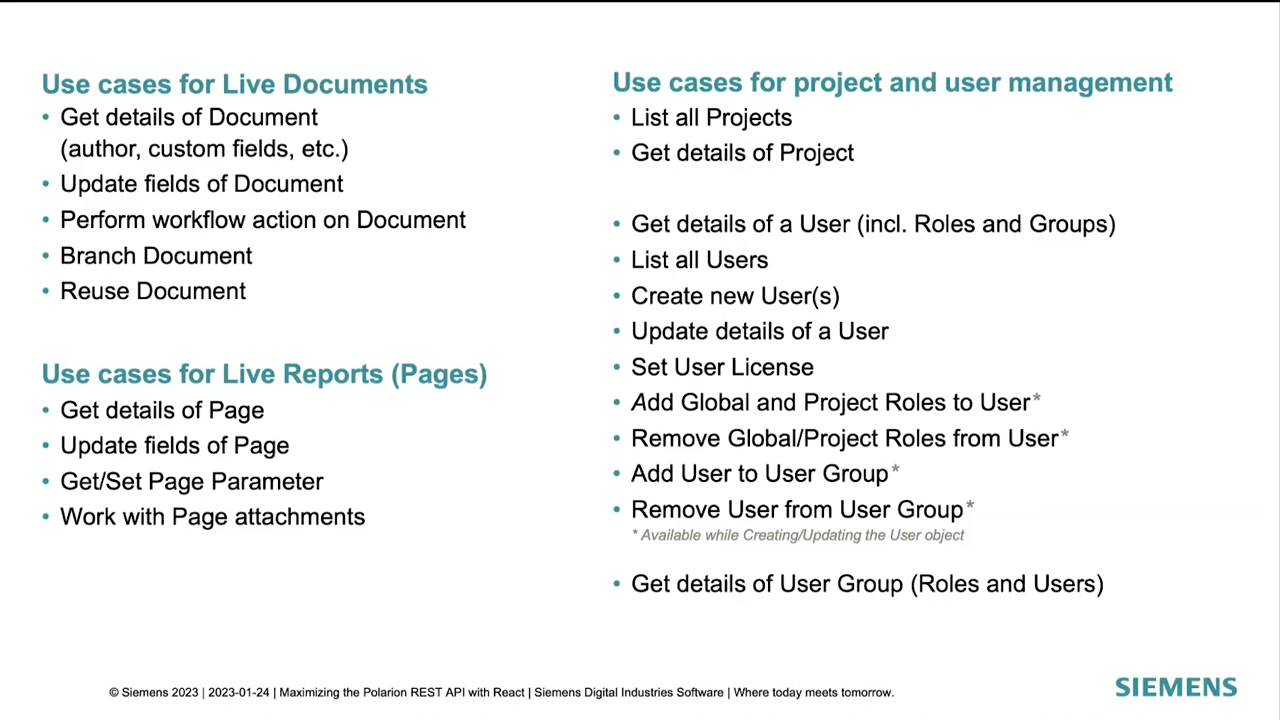 Use cases for Live Documents
• Get details of Document
(author, custom fields, etc.)
• Update fields of Document
• Perform workflow action on Document
• Branch Document
• Reuse Document
Use cases for Live Reports (Pages)
• Get details of Page
• Update fields of Page
• Get/Set Page Parameter
• Work with Page attachments
Use cases for project and user management
• List all Projects
• Get details of Project
• Get details of a User (incl. Roles and Groups)
• List all Users
• Create new User(s)
• Update details of a User
• Set User License
• Add Global and Project Roles to User*
• Remove Global/Project Roles from User*
• Add User to User Group*
• Remove User from User Group*
* Available while Creating/Updating the User object
• Get details of User Group (Roles and Users)
© Siemens 2023 | 2023-01-24 | Maximizing the Polarion REST API with React | Siemens Digital Industries Software | Where today meets tomorrow.
SIEMENS